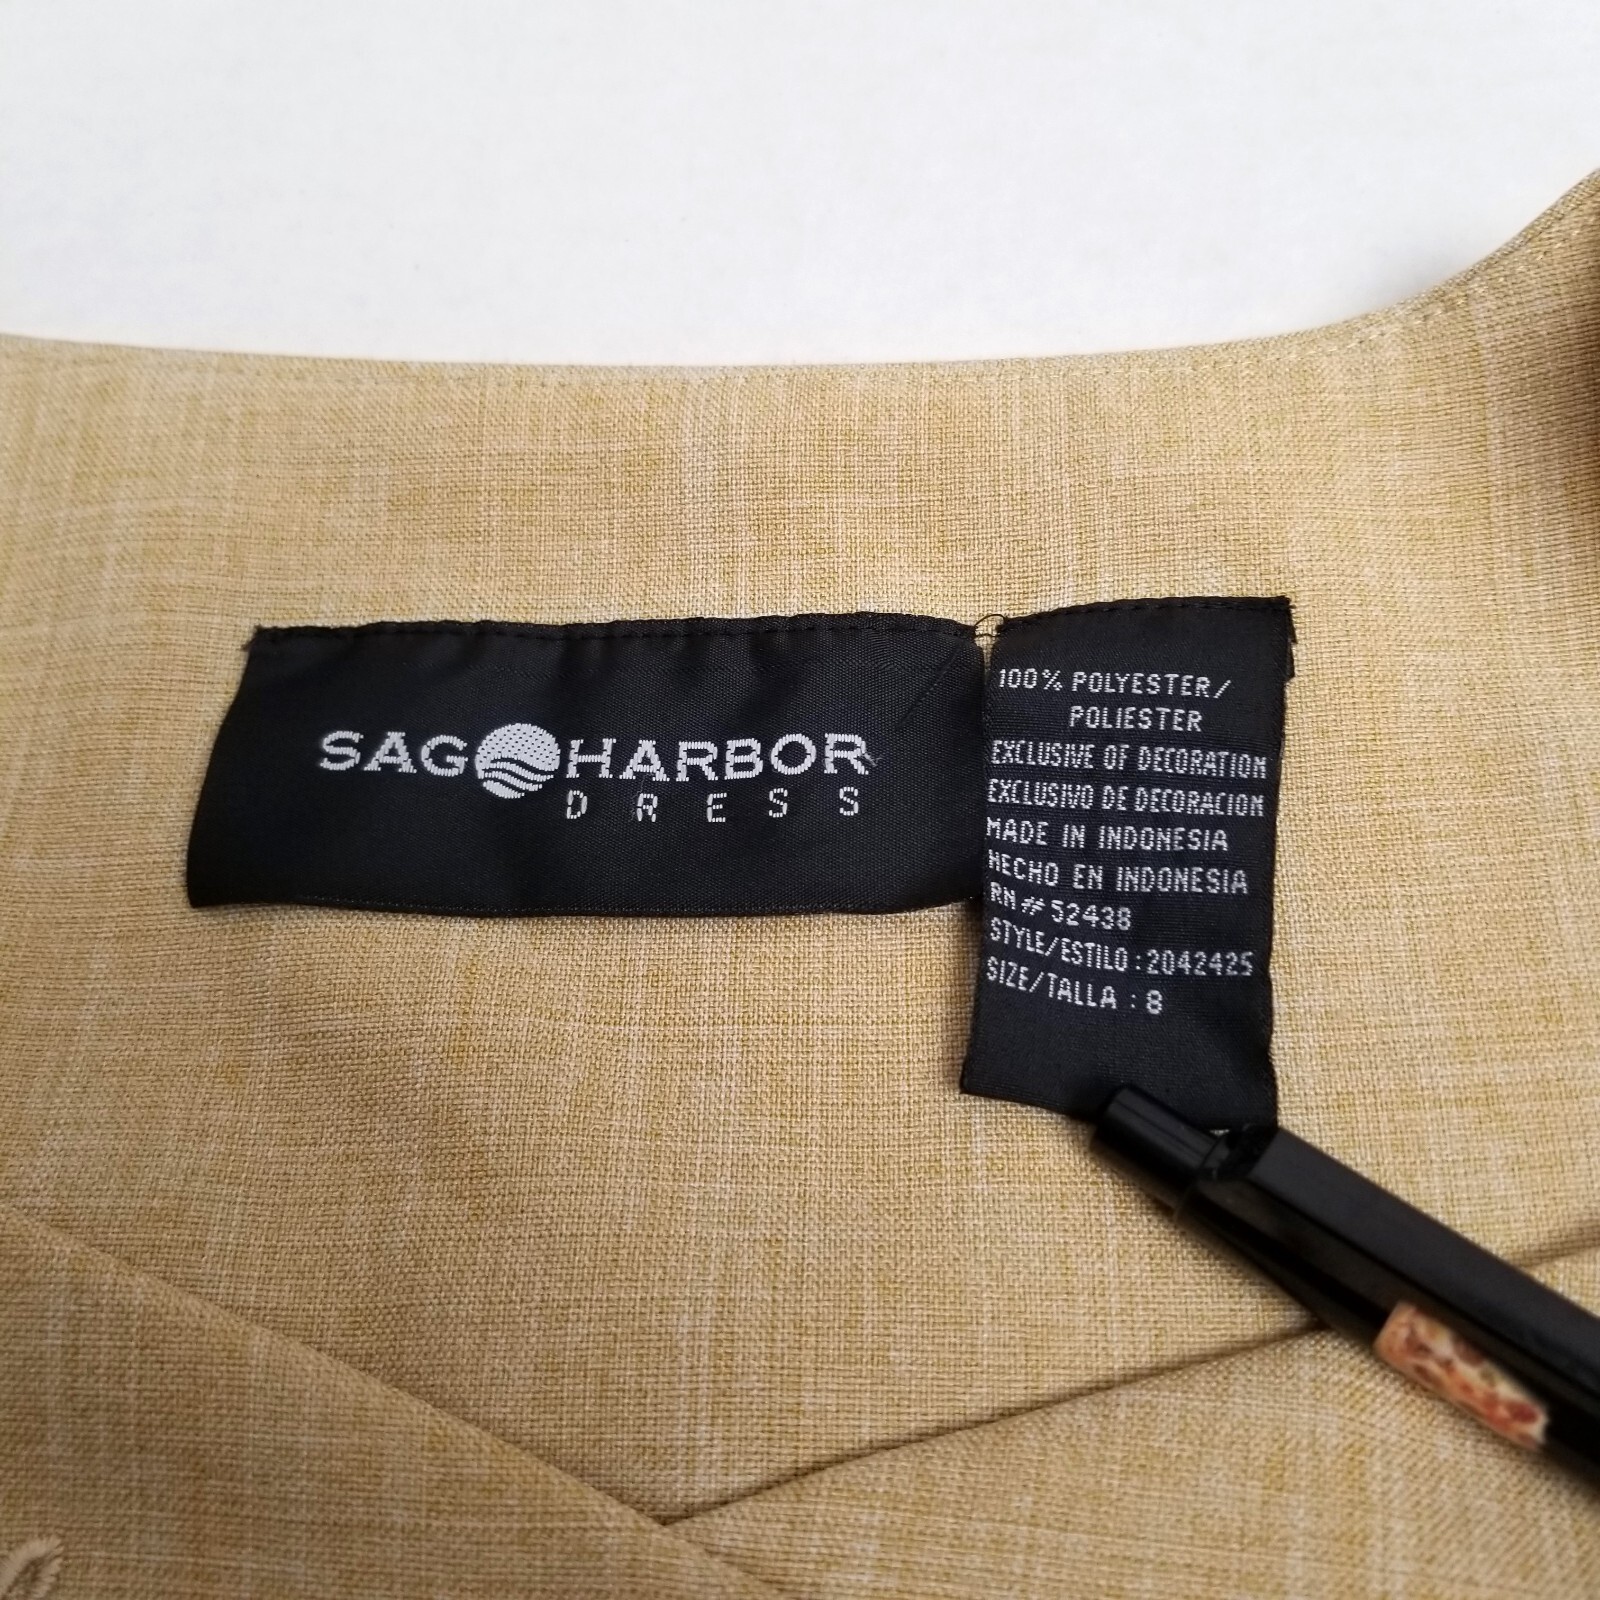 SAG HARBOR
DRESS
100% POLYESTER/
POLIESTER
EXCLUSIVE OF DECORATION
EXCLUSIVO DE DECORACION
MADE IN INDONESIA
HECHO EN INDONESIA
RN# 52438
STYLE/ESTILO : 2042425
SIZE/TALLA : 8